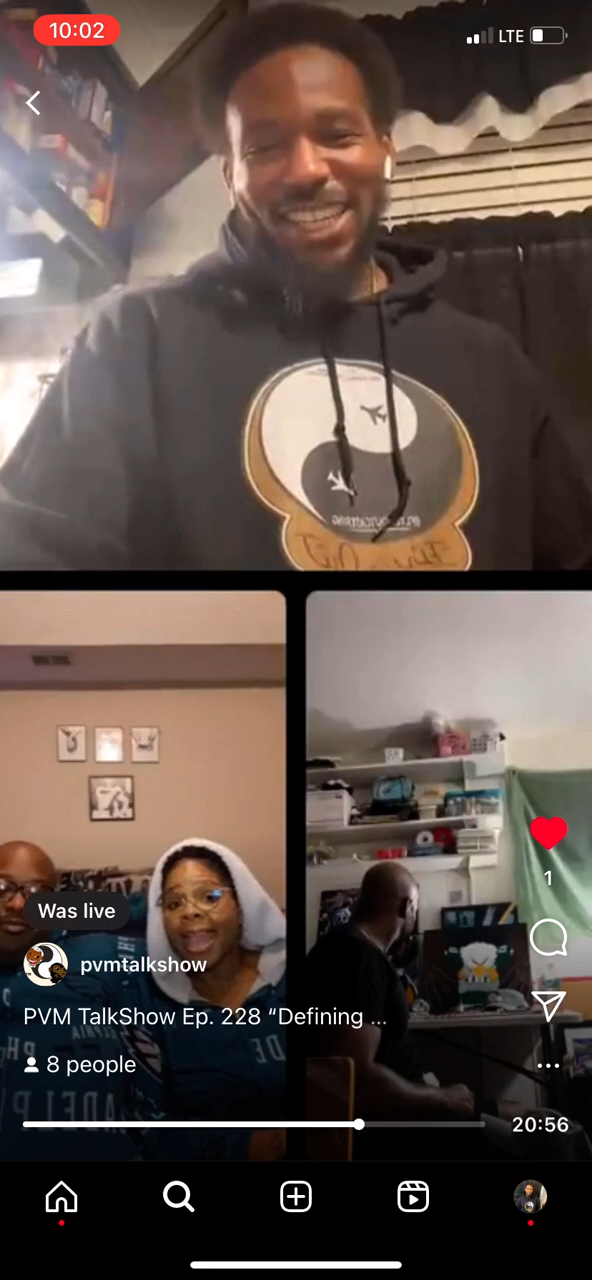 10:02
LTE
Was live
pvmtalkshow
PVM TalkShow Ep. 228 “Defining ...
8 people
1
20:56